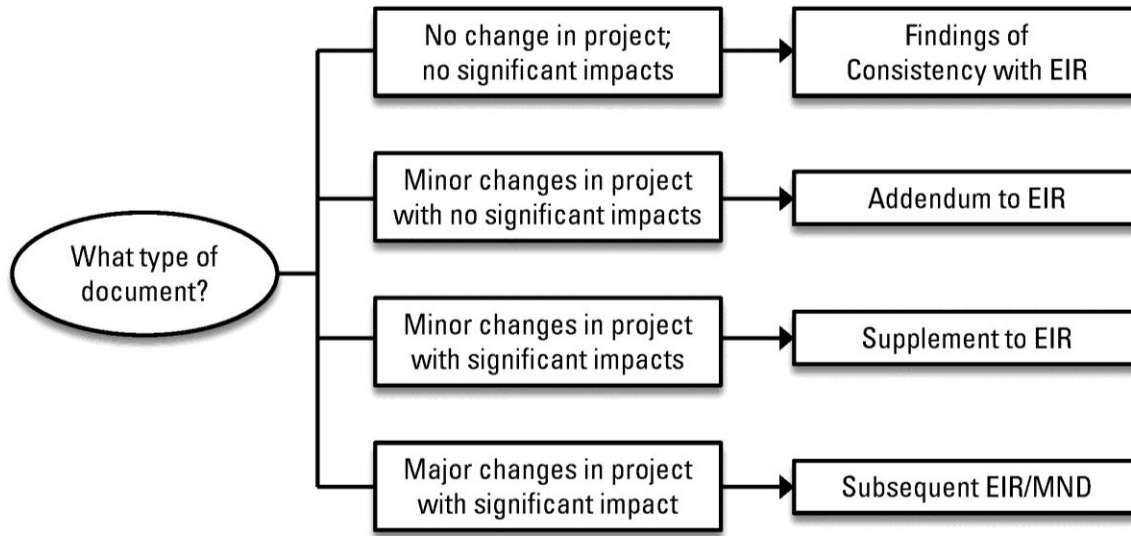 What type of
document?
No change in project;
no significant impacts
Findings of
Consistency with EIR
Minor changes in project
with no significant impacts
Addendum to EIR
Minor changes in project
with significant impacts
Supplement to EIR
Major changes in project
with significant impact
Subsequent EIR/MND